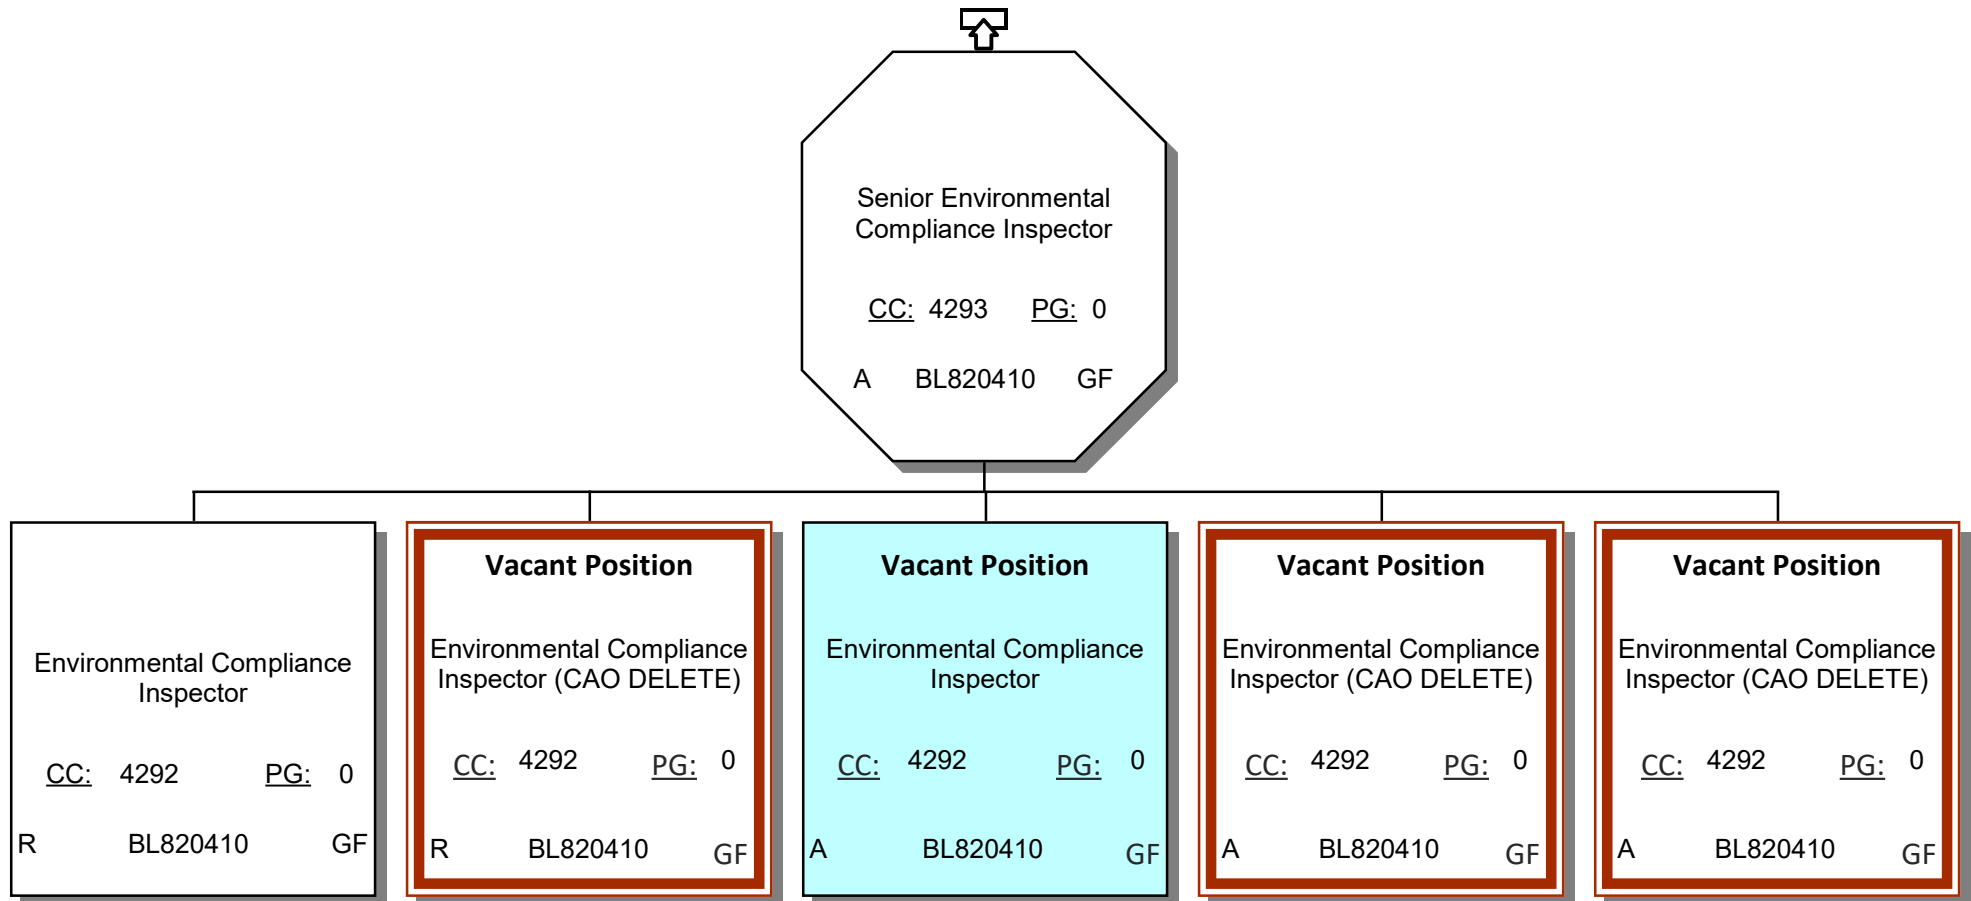 Senior Environmental
Compliance Inspector
CC: 4293 PG: 0
A BL820410 GF
Environmental Compliance
Inspector
CC: 4292 PG: 0
R BL820410 GF
Vacant Position
Environmental Compliance
Inspector (CAO DELETE)
CC: 4292 PG: 0
R BL820410 GF
Vacant Position
Environmental Compliance
Inspector
CC: 4292 PG: 0
A BL820410 GF
Vacant Position
Environmental Compliance
Inspector (CAO DELETE)
CC: 4292 PG: 0
A BL820410 GF
Vacant Position
Environmental Compliance
Inspector (CAO DELETE)
CC: 4292 PG: 0
A BL820410 GF